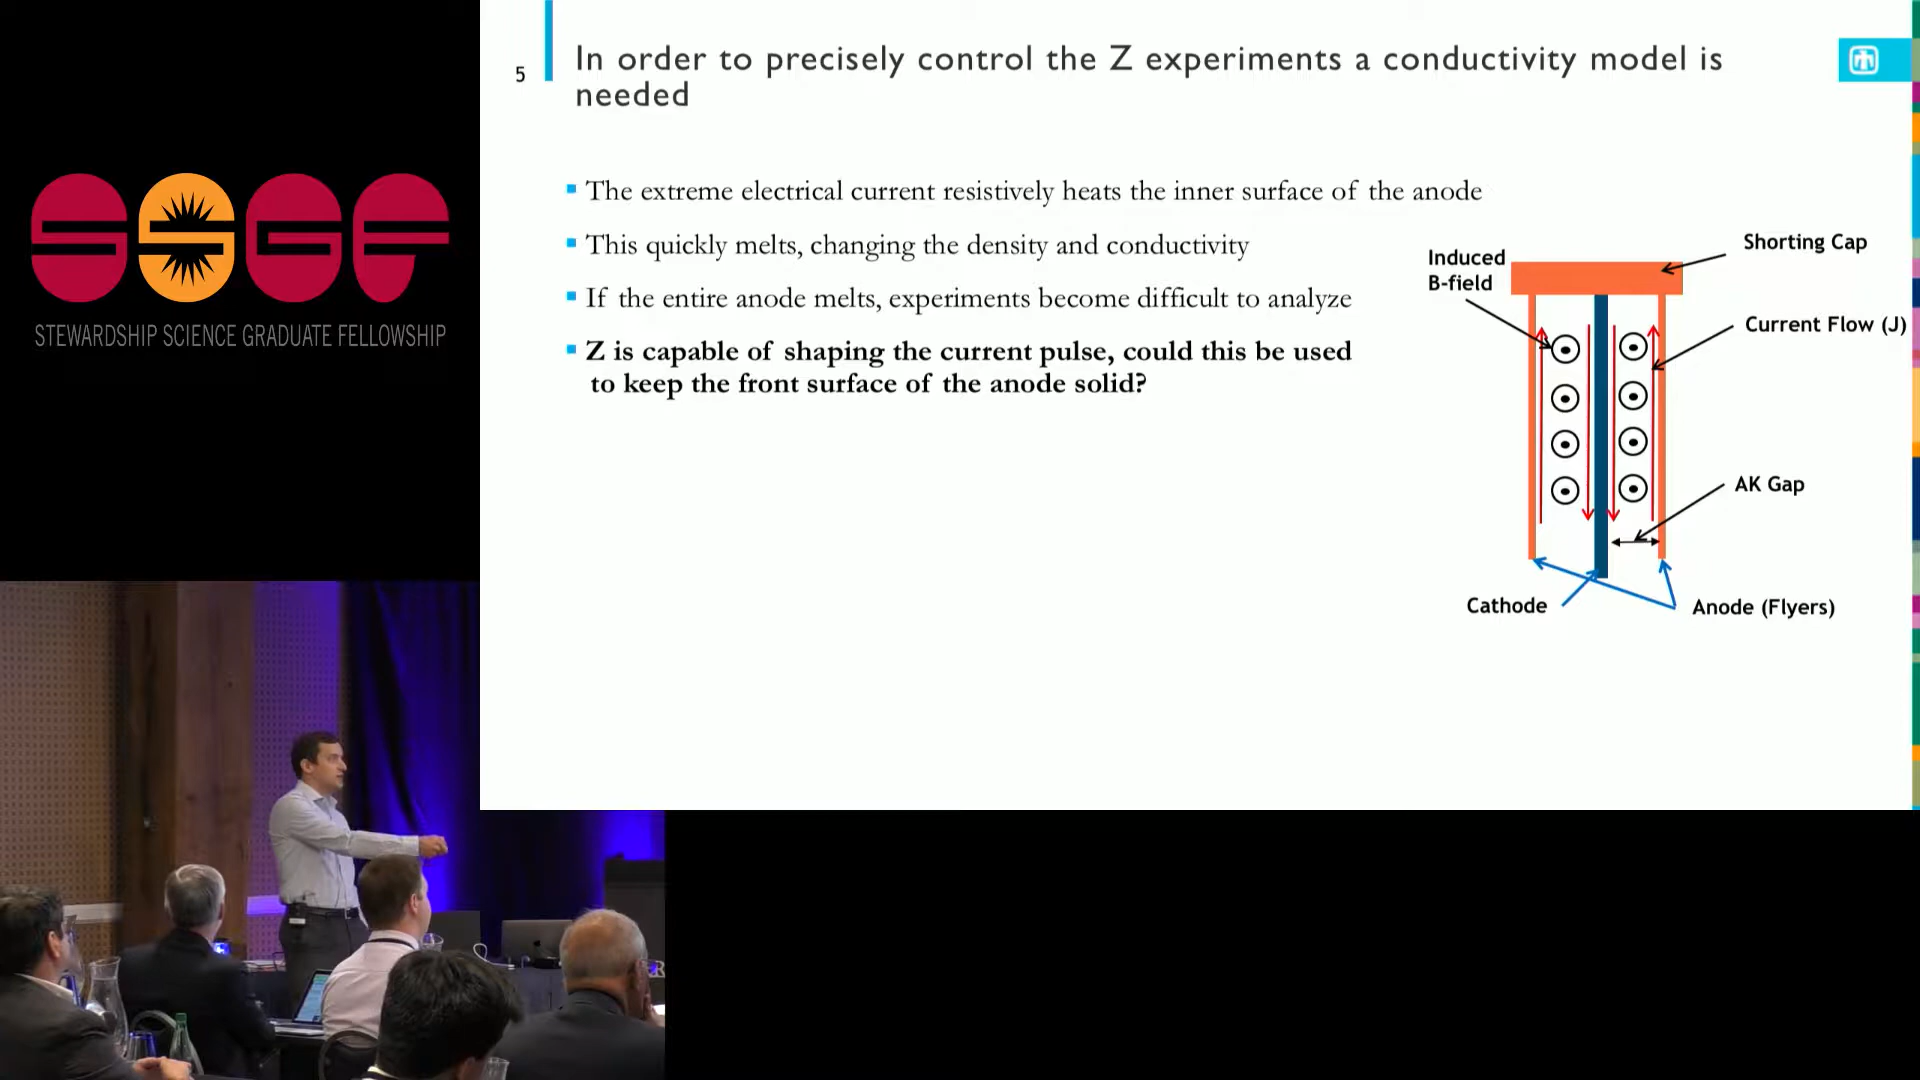 STEWARDSHIP SCIENCE GRADUATE FELLOWSHIP
5
In order to precisely control the Z experiments a conductivity model is
needed
The extreme electrical current resistively heats the inner surface of the anode
This quickly melts, changing the density and conductivity
If the entire anode melts, experiments become difficult to analyze
Z is capable of shaping the current pulse, could this be used
to keep the front surface of the anode solid?
Induced
B-field
Shorting Cap
Current Flow (J)
AK Gap
Cathode
Anode (Flyers)